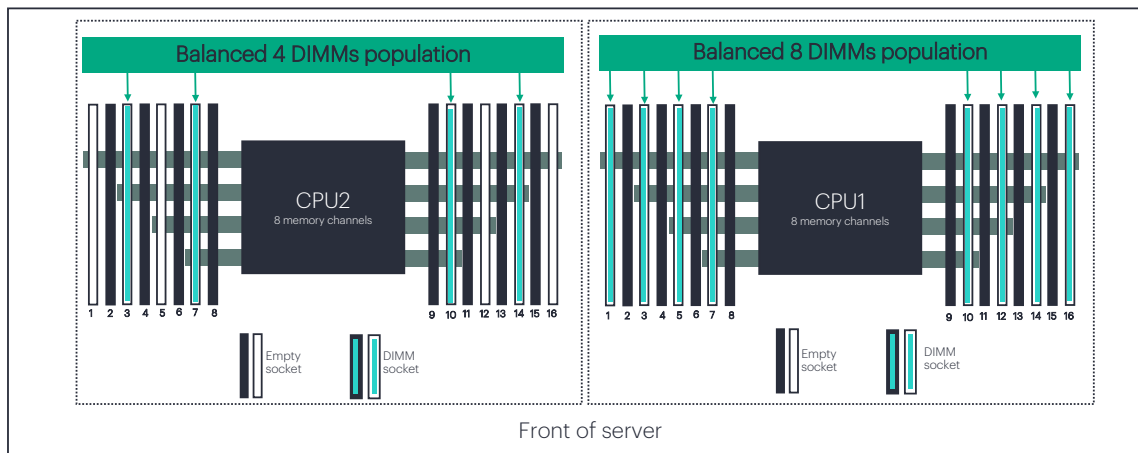 Balanced 4 DIMMs population
CPU2
8 memory channels
1 2 3 4 5 6 7 8
9 10 11 12 13 14 15 16
Empty
socket
DIMM
socket
Balanced 8 DIMMs population
CPU1
8 memory channels
1 2 3 4 5 6 7 8
9 10 11 12 13 14 15 16
Empty
socket
DIMM
socket
Front of server